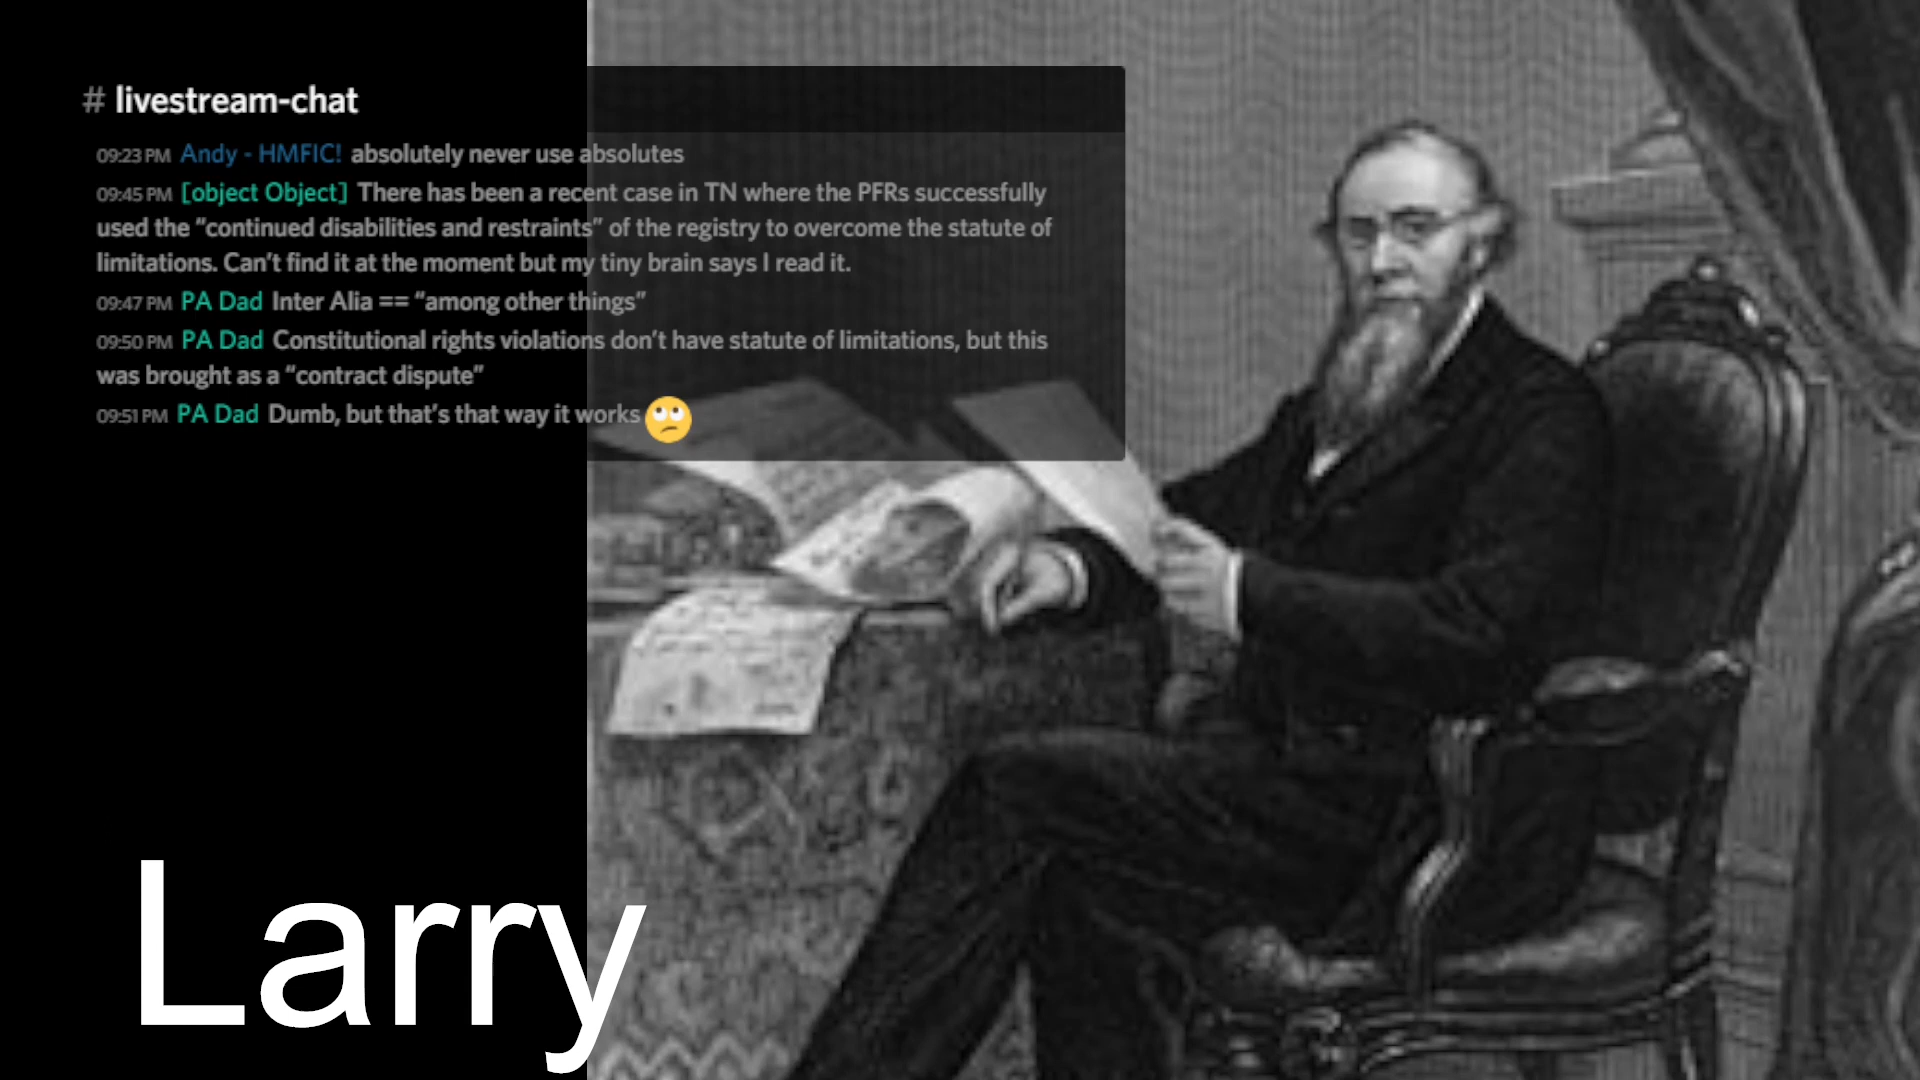 # livestream-chat
09:23 PM Andy - HMFIC! absolutely never use absolutes
09:45 PM [object Object] There has been a recent case in TN where the PFRs successfully
used the “continued disabilities and restraints” of the registry to overcome the statute of
limitations. Can’t find it at the moment but my tiny brain says I read it.
09:47 PM PA Dad Inter Alia == “among other things”
09:50 PM PA Dad Constitutional rights violations don’t have statute of limitations, but this
was brought as a “contract dispute”
09:51 PM PA Dad Dumb, but that’s that way it works 🙄
Larry